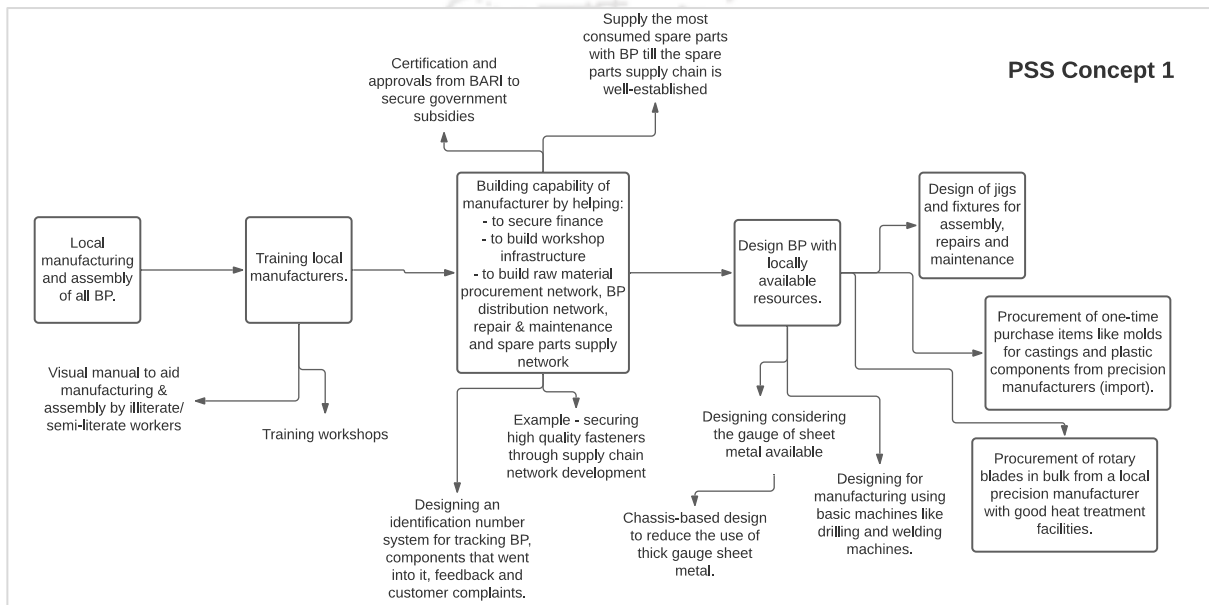 PSS Concept 1
Supply the most
consumed spare parts
with BP till the spare
parts supply chain is
well-established
Certification and
approvals from BARI to
secure government
subsidies
Local
manufacturing
and assembly
of all BP.
Training local
manufacturers.
Building capability of
manufacturer by helping:
- to secure finance
- to build workshop
infrastructure
- to build raw material
procurement network, BP
distribution network,
repair & maintenance
and spare parts supply
network
Design BP with
locally available
resources.
Design of jigs
and fixtures for
assembly,
repairs and
maintenance
Procurement of one-time
purchase items like molds
for castings and plastic
components from precision
manufacturers (import).
Procurement of rotary
blades in bulk from a local
precision manufacturer
with good heat treatment
facilities.
Visual manual to aid
manufacturing &
assembly by illiterate/
semi-literate workers
Training workshops
Designing an
identification number
system for tracking BP,
components that went
into it, feedback and
customer complaints.
Example - securing
high quality fasteners
through supply chain
network development
Designing considering
the gauge of sheet
metal available
Chassis-based design
to reduce the use of
thick gauge sheet
metal.
Designing for
manufacturing using
basic machines like
drilling and welding
machines.